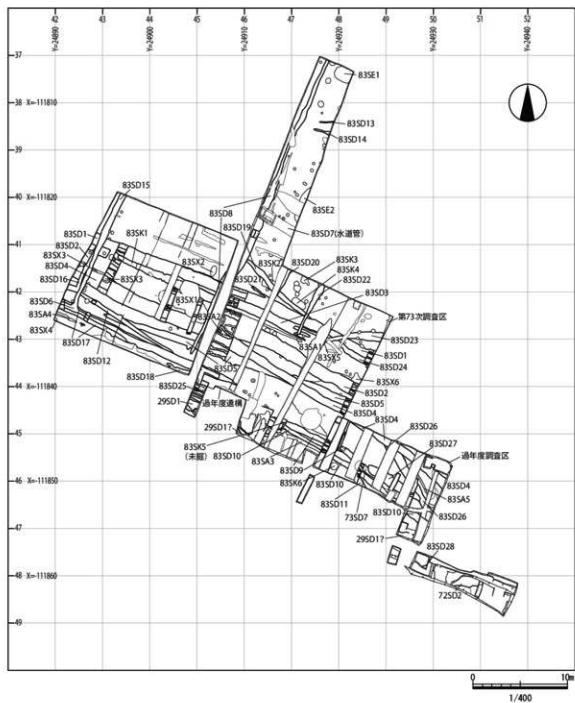 42 43 44 45 46 47 48 49 50 51 52
Y=24890
Y=24900
Y=24910
Y=24920
Y=24930
Y=24940
37
38 X=-111810
39
40 X=-111820
41
42 X=-111830
43
44 X=-111840
45
46 X=-111850
47
48 X=-111860
49
83SE1
83SD13
83SD14
83SE2
83SD7(水道管)
83SD15
83SD8
83SK1
83SD19
83SD1
83SD2
83SX3
83SD4
83SD16
83SX3
83SX2
83SD21
83SX2
83SD20
83SK3
83SK4
83SD22
83SD3
第73次調査区
83SD6
83SA4
83SX4
83SX1
83SA2
83SA1
83SX5
83SD23
83SD1
83SD24
83SD17
83SD12
83SD5
83SX6
83SD2
83SD5
83SD4
83SD18
83SD25
29SD1
過年度遺構
83SD4
83SD26
29SD1?
83SD27
過年度調査区
83SK5
(未掘)
83SD10
83SA3
83SD9
83SK6
83SD10
83SD11
73SD7
83SD10
83SD4
83SA5
83SD26
29SD1?
83SD28
72SD2
0 10m
1/400